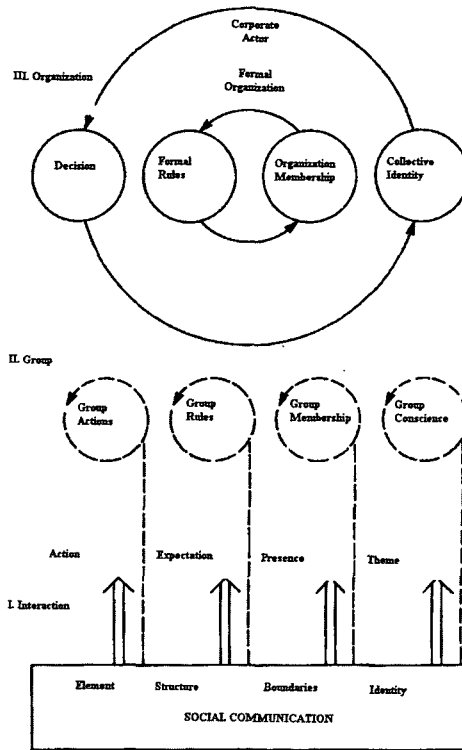 Corporate
Actor
III. Organization
Formal
Organization
Decision
Formal
Rules
Organization
Membership
Collective
Identity
II. Group
Group
Actions
Group
Rules
Group
Membership
Group
Conscience
Action
Expectation
Presence
Theme
I. Interaction
Element
Structure
Boundaries
Identity
SOCIAL COMMUNICATION